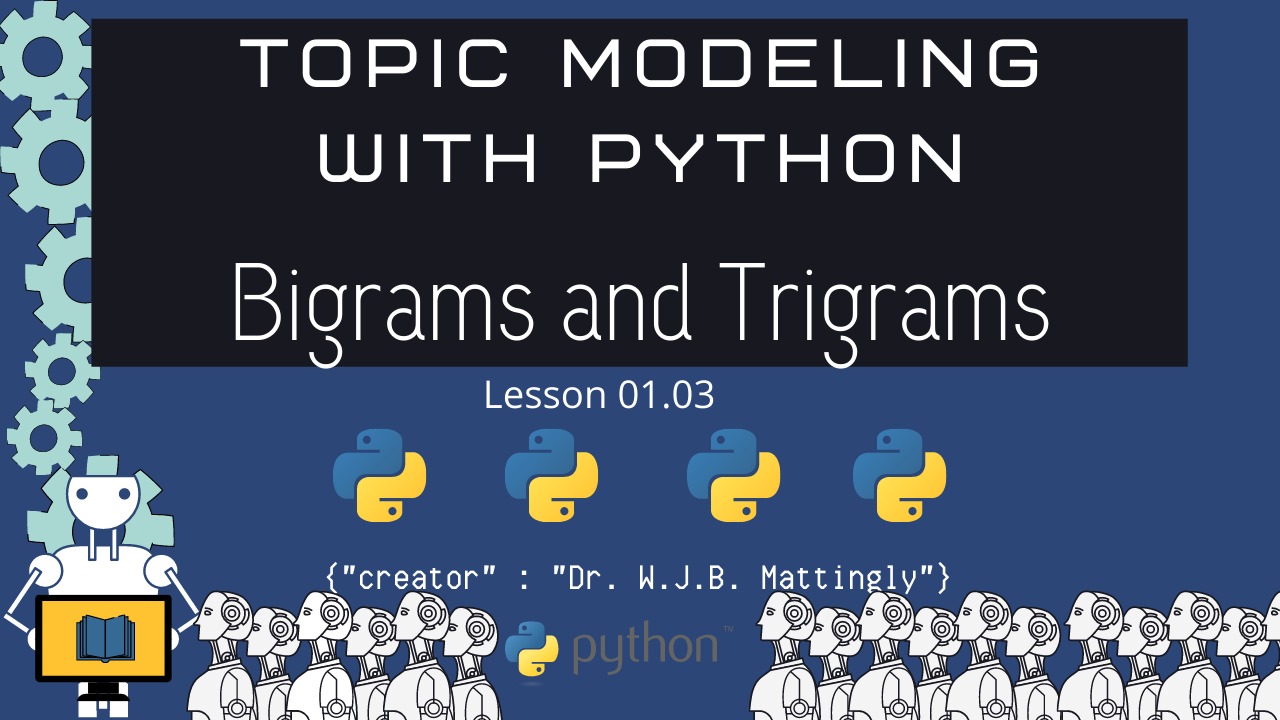 TOPIC MODELING
WITH PYTHON
Bigrams and Trigrams
Lesson 01.03
{"creator" : "Dr. W.J.B. Mattingly"}
python™